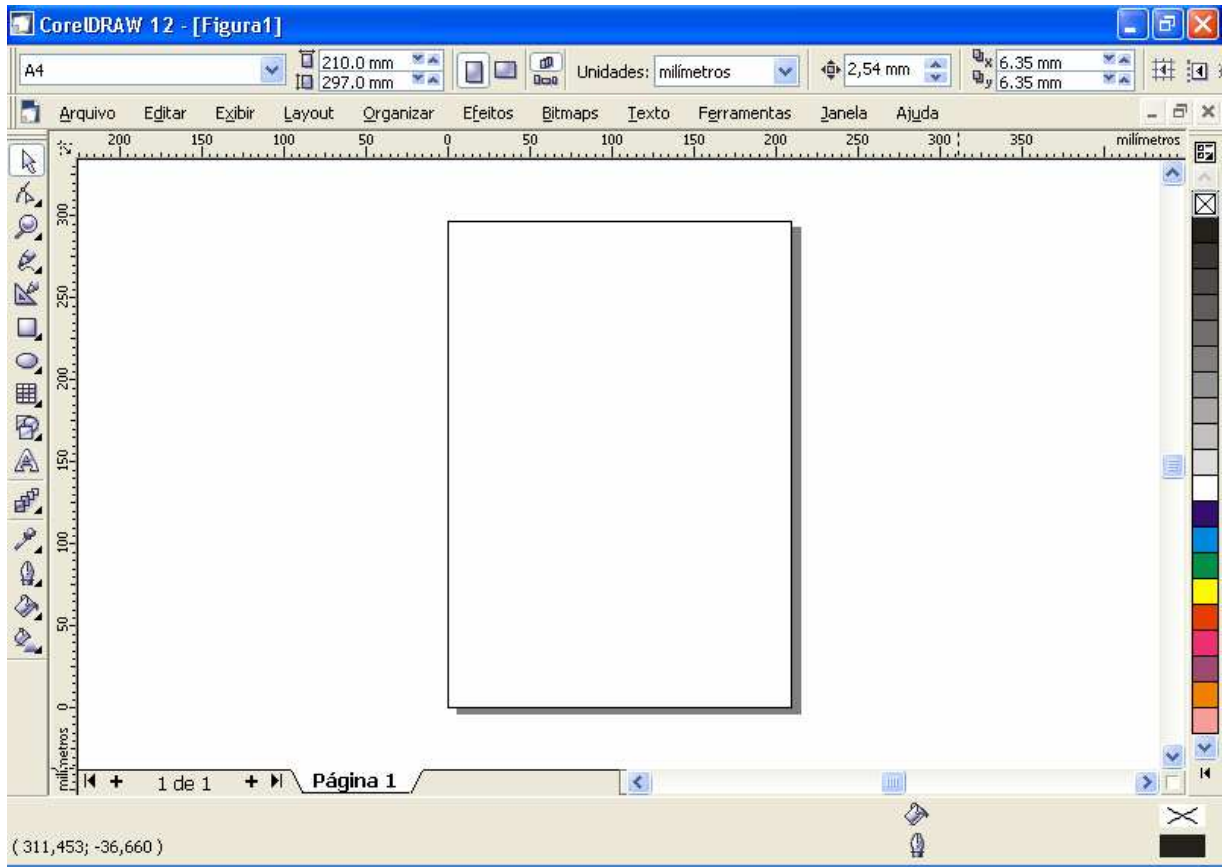 CorelDRAW 12 - [Figura1]
A4
210.0 mm
297.0 mm
Unidades: milímetros
2,54 mm
x 6.35 mm
y 6.35 mm
Arquivo Editar Exibir Layout Organizar Efeitos Bitmaps Texto Ferramentas Janela Ajuda
200 150 100 50 0 50 100 150 200 250 300 350 milímetros
300
250
200
150
100
50
0
milímetros
1 de 1
Página 1
( 311,453; -36,660 )